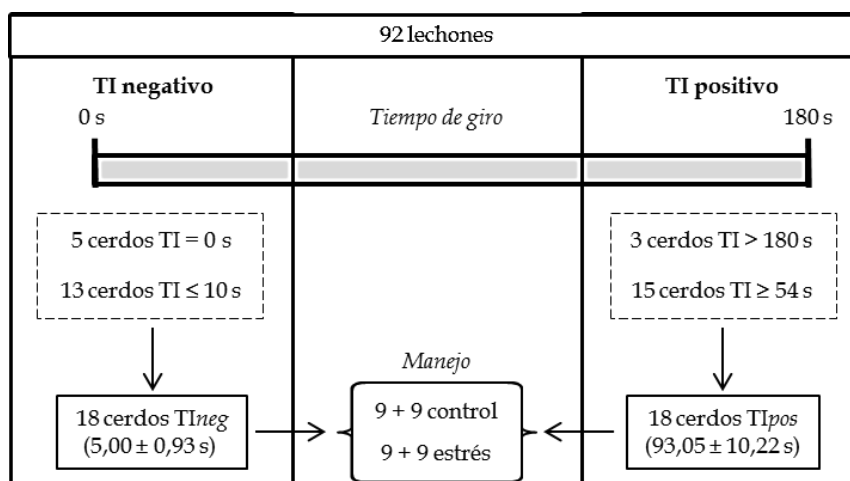 92 lechones
TI negativo
TI positivo
0 s
Tiempo de giro
180 s
5 cerdos TI = 0 s
13 cerdos TI ≤ 10 s
3 cerdos TI > 180 s
15 cerdos TI ≥ 54 s
Manejo
18 cerdos TIneg
(5,00 ± 0,93 s)
9 + 9 control
9 + 9 estrés
18 cerdos TIpos
(93,05 ± 10,22 s)